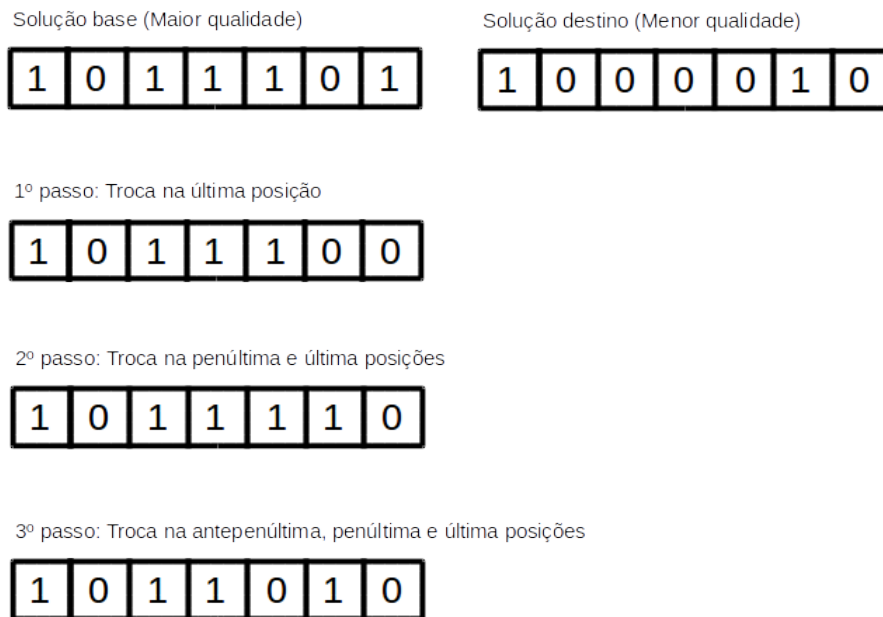 Solução base (Maior qualidade)
Solução destino (Menor qualidade)
1 0 1 1 1 0 1
1 0 0 0 0 1 0
1º passo: Troca na última posição
1 0 1 1 1 0 0
2º passo: Troca na penúltima e última posições
1 0 1 1 1 1 0
3º passo: Troca na antepenúltima, penúltima e última posições
1 0 1 1 0 1 0